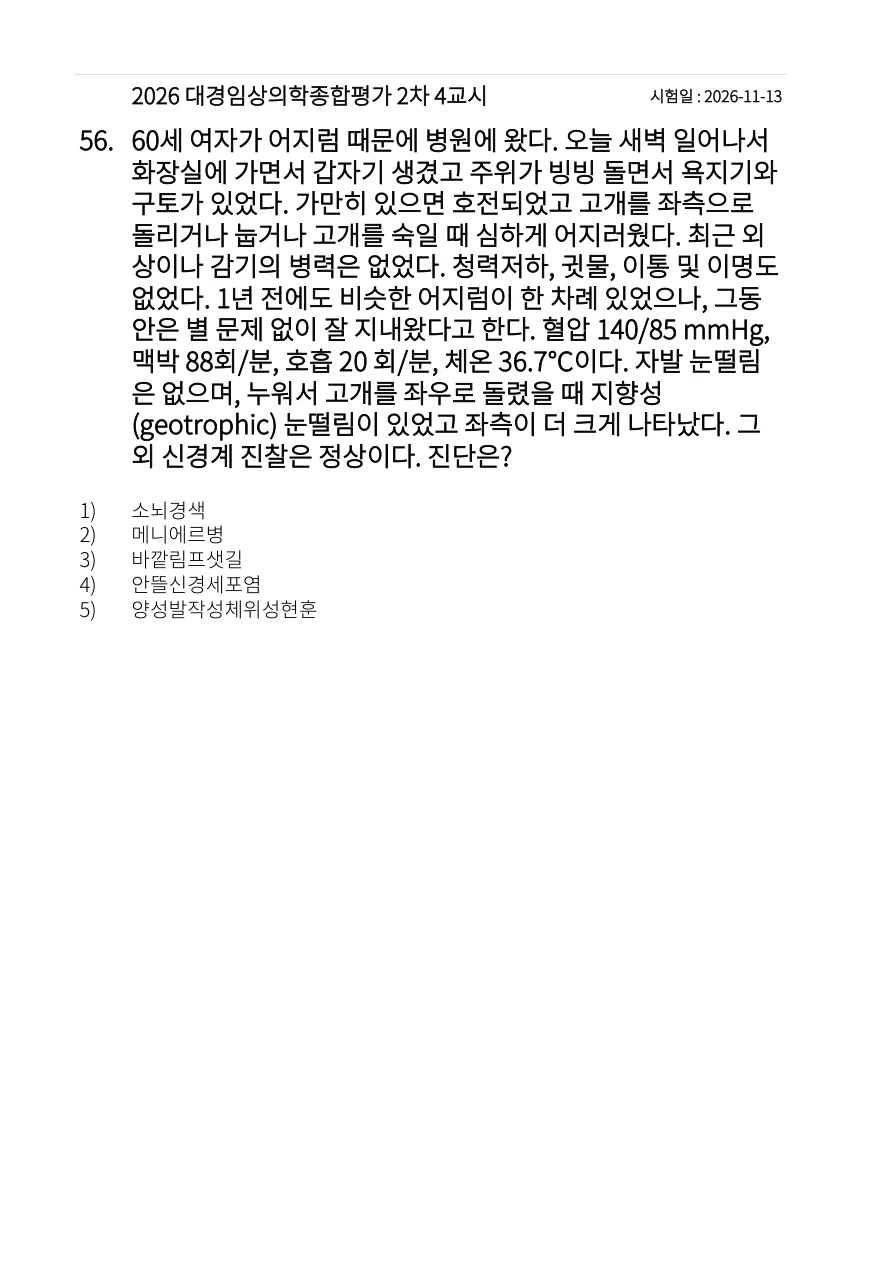 2026 대경임상의학종합평가 2차 4교시 시험일 : 2026-11-13
56. 60세 여자가 어지럼 때문에 병원에 왔다. 오늘 새벽 일어나서
화장실에 가면서 갑자기 생겼고 주위가 빙빙 돌면서 욕지기와
구토가 있었다. 가만히 있으면 호전되었고 고개를 좌측으로
돌리거나 눕거나 고개를 숙일 때 심하게 어지러웠다. 최근 외
상이나 감기의 병력은 없었다. 청력저하, 귓물, 이통 및 이명도
없었다. 1년 전에도 비슷한 어지럼이 한 차례 있었으나, 그동
안은 별 문제 없이 잘 지내왔다고 한다. 혈압 140/85 mmHg,
맥박 88회/분, 호흡 20 회/분, 체온 36.7℃이다. 자발 눈떨림
은 없으며, 누워서 고개를 좌우로 돌렸을 때 지향성
(geotrophic) 눈떨림이 있었고 좌측이 더 크게 나타났다. 그
외 신경계 진찰은 정상이다. 진단은?
1) 소뇌경색
2) 메니에르병
3) 바깥림프샛길
4) 안뜰신경세포염
5) 양성발작성체위성현훈